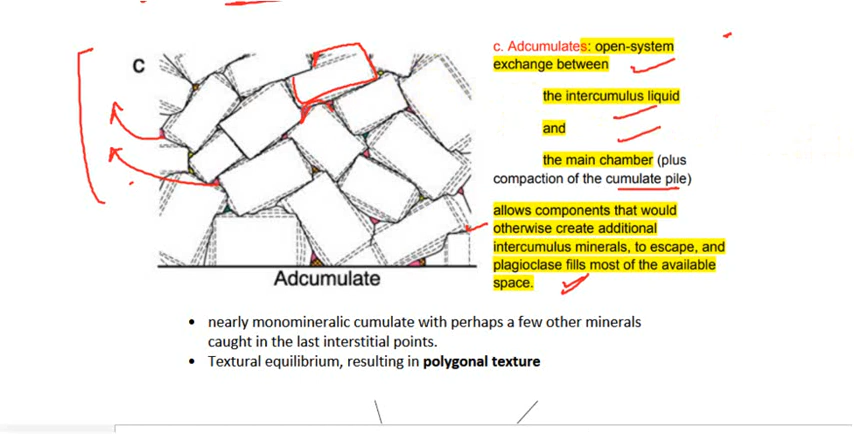 C
Adcumulate
c. Adcumulates: open-system
exchange between
the intercumulus liquid
and
the main chamber (plus
compaction of the cumulate pile)
allows components that would
otherwise create additional
intercumulus minerals, to escape, and
plagioclase fills most of the available
space.
• nearly monomineralic cumulate with perhaps a few other minerals
caught in the last interstitial points.
• Textural equilibrium, resulting in polygonal texture